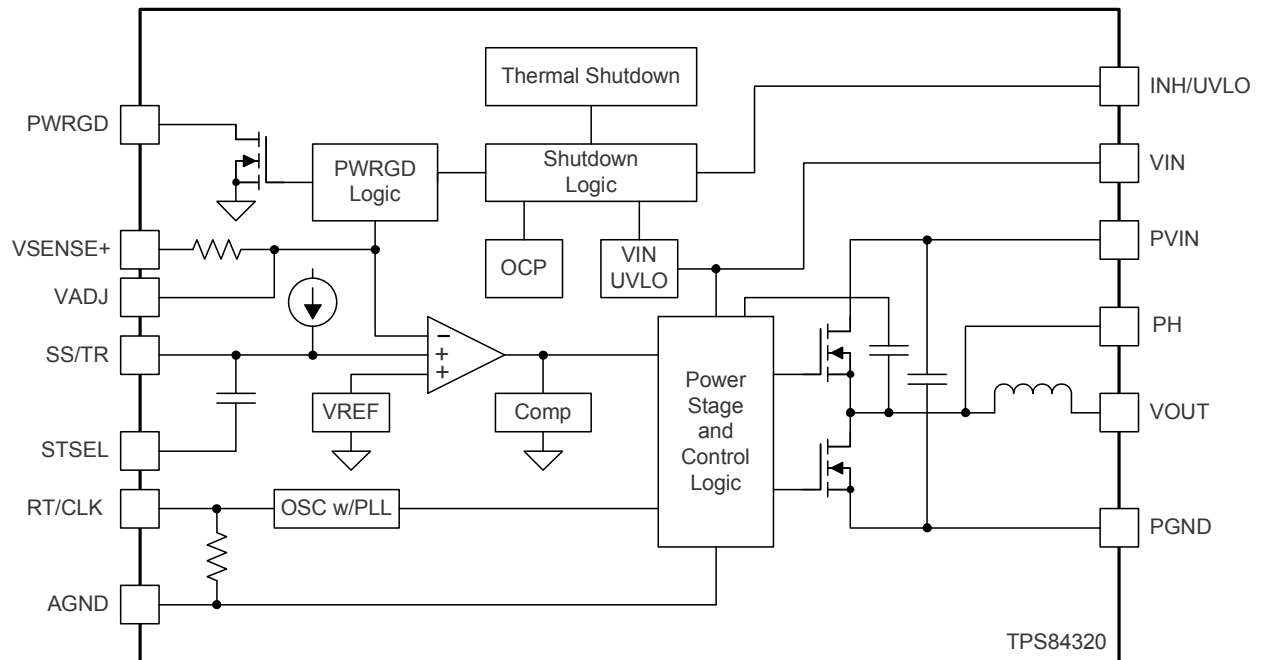 Thermal Shutdown
INH/UVLO
PWRGD
PWRGD
Logic
Shutdown
Logic
VIN
VSENSE+
OCP
VIN
UVLO
PVIN
VADJ
PH
SS/TR
−
+
+
VREF
Comp
Power
Stage
and
Control
Logic
VOUT
STSEL
RT/CLK
OSC w/PLL
PGND
AGND
TPS84320